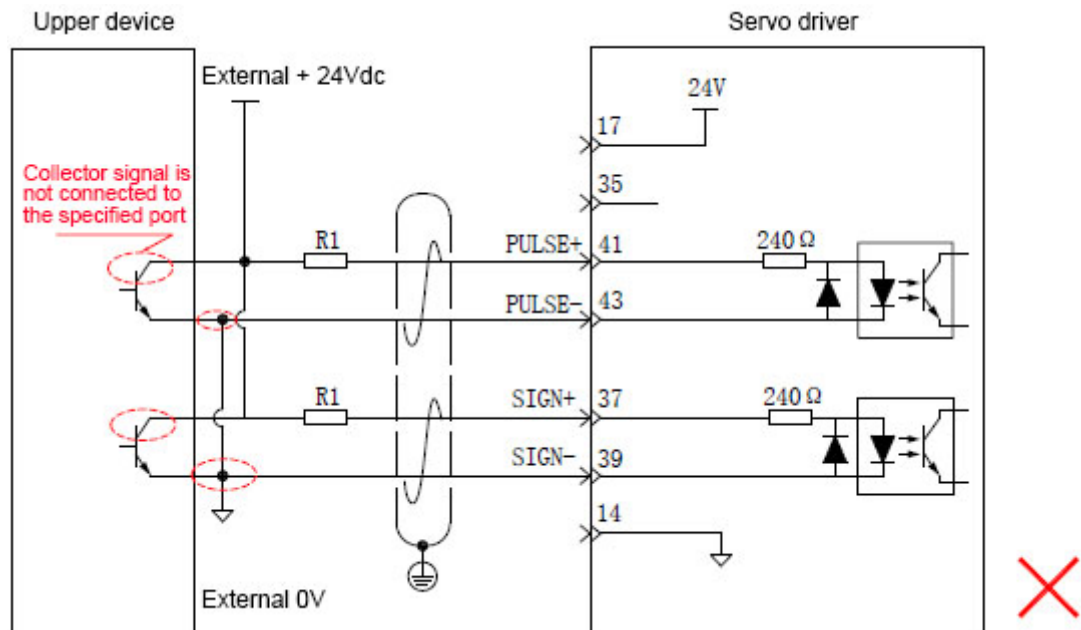 Upper device
Servo driver
External + 24Vdc
24V
17
Collector signal is
not connected to
the specified port
35
R1
PULSE+
41
240 Ω
PULSE-
43
R1
SIGN+
37
240 Ω
SIGN-
39
14
External 0V